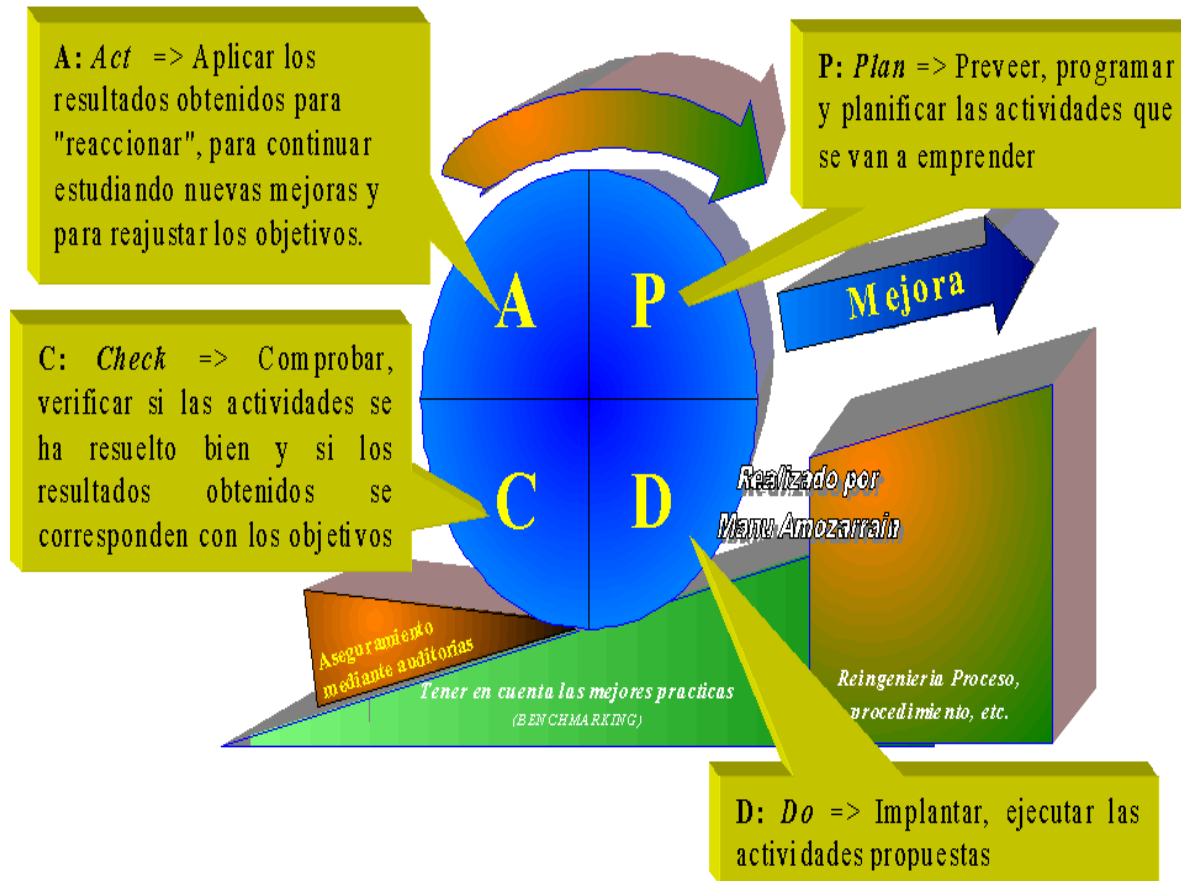 A: Act => Aplicar los
resultados obtenidos para
"reaccionar", para continuar
estudiando nuevas mejoras y
para reajustar los objetivos.
P: Plan => Preveer, programar
y planificar las actividades que
se van a emprender
Mejora
A
P
C: Check => Comprobar,
verificar si las actividades se
ha resuelto bien y si los
resultados obtenidos se
corresponden con los objetivos
C
D
Realizado por
Manu Amozarrain
Aseguramiento
mediante auditorias
Tener en cuenta las mejores practicas
(BENCHMARKING)
Reingenieria Proceso,
procedimiento, etc.
D: Do => Implantar, ejecutar las
actividades propuestas